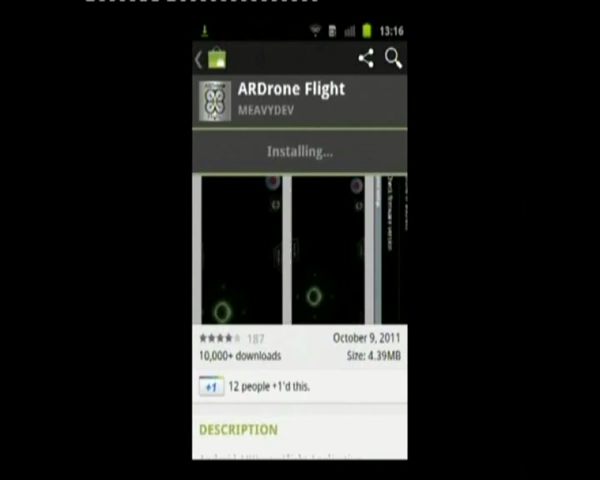 13:16
ARDrone Flight
MEAVYDEV
Installing...
187
October 9, 2011
10,000+ downloads
Size: 4.39MB
+1
12 people +1'd this.
DESCRIPTION